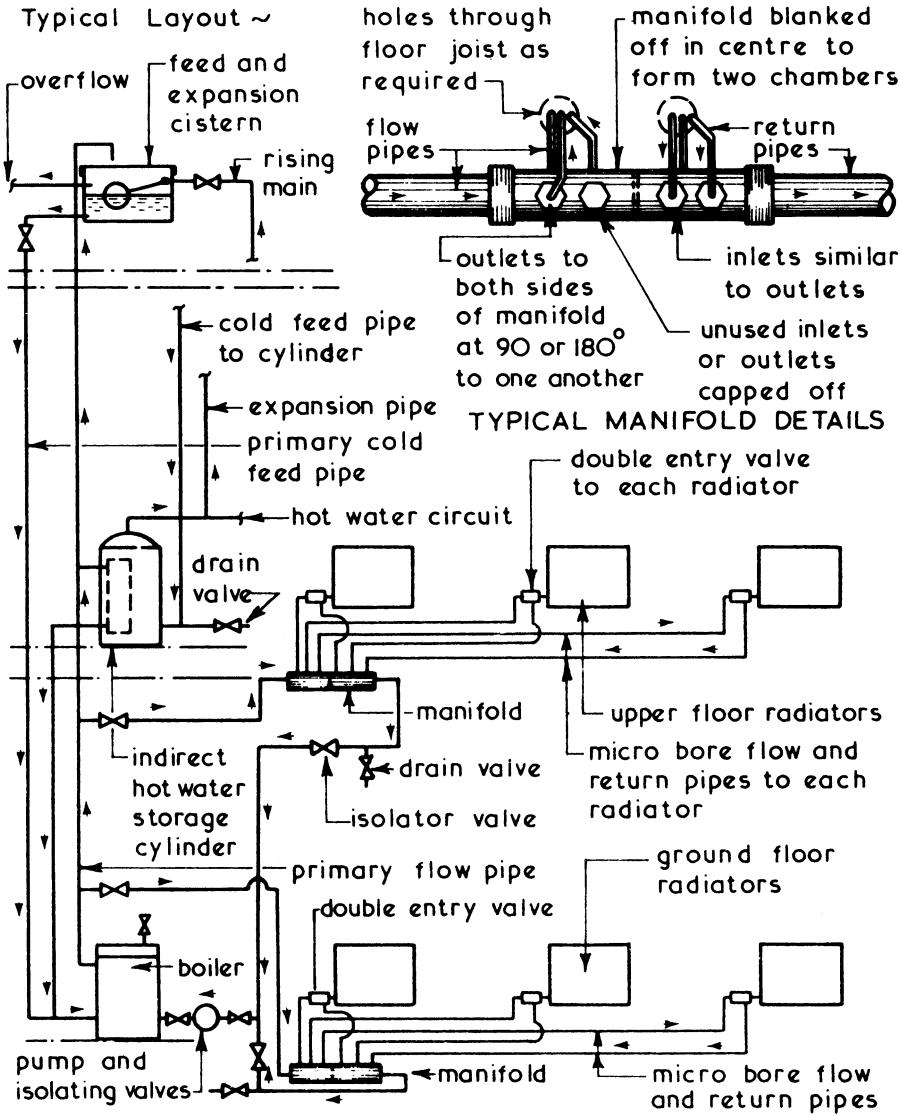 Typical Layout ~
overflow
feed and
expansion
cistern
rising
main
holes through
floor joist as
required
manifold blanked
off in centre to
form two chambers
flow
pipes
return
pipes
outlets to
both sides
of manifold
at 90 or 180°
to one another
inlets similar
to outlets
unused inlets
or outlets
capped off
TYPICAL MANIFOLD DETAILS
cold feed pipe
to cylinder
expansion pipe
primary cold
feed pipe
hot water circuit
double entry valve
to each radiator
drain
valve
manifold
upper floor radiators
micro bore flow and
return pipes to each
radiator
drain valve
isolator valve
indirect
hot water
storage
cylinder
primary flow pipe
ground floor
radiators
double entry valve
boiler
pump and
isolating valves
manifold
micro bore flow
and return pipes